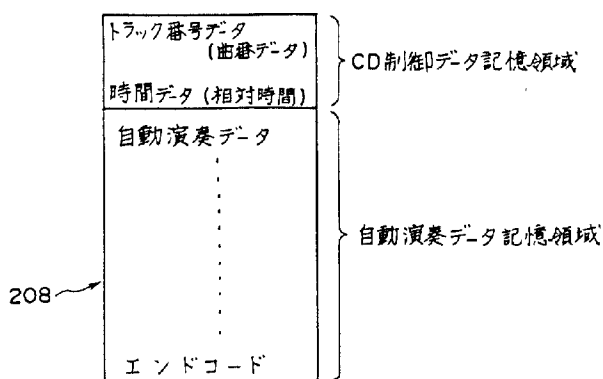 トラック番号データ
(曲番データ)
時間データ(相対時間)
CD制御データ記憶領域
自動演奏データ
自動演奏データ記憶領域
208
エンドコード